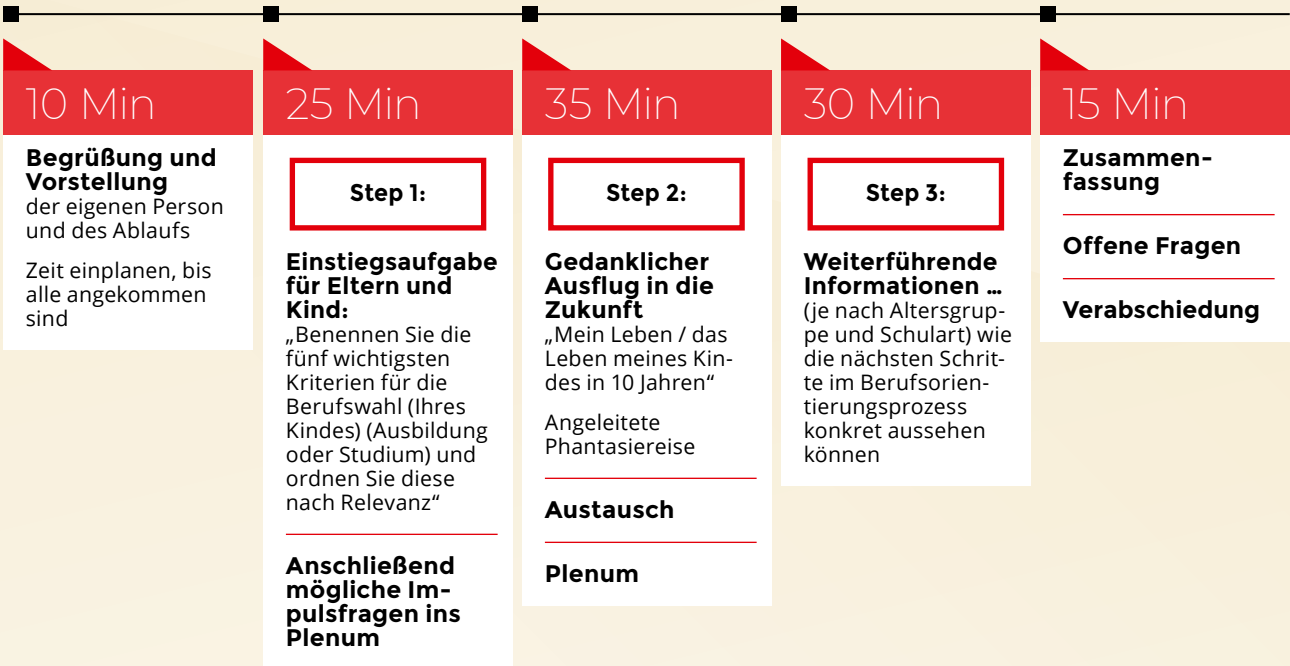 10 Min
Begrüßung und
Vorstellung
der eigenen Person
und des Ablaufs
Zeit einplanen, bis
alle angekommen
sind
25 Min
Step 1:
Einstiegsaufgabe
für Eltern und
Kind:
„Benennen Sie die
fünf wichtigsten
Kriterien für die
Berufswahl (Ihres
Kindes) (Ausbildung
oder Studium) und
ordnen Sie diese
nach Relevanz“
Anschließend
mögliche Im-
pulsfragen ins
Plenum
35 Min
Step 2:
Gedanklicher
Ausflug in die
Zukunft
„Mein Leben / das
Leben meines Kin-
des in 10 Jahren“
Angeleitete
Phantasiereise
Austausch
Plenum
30 Min
Step 3:
Weiterführende
Informationen …
(je nach Altersgrup-
pe und Schulart) wie
die nächsten Schrit-
te im Berufsorien-
tierungsprozess
konkret aussehen
können
15 Min
Zusammen-
fassung
Offene Fragen
Verabschiedung